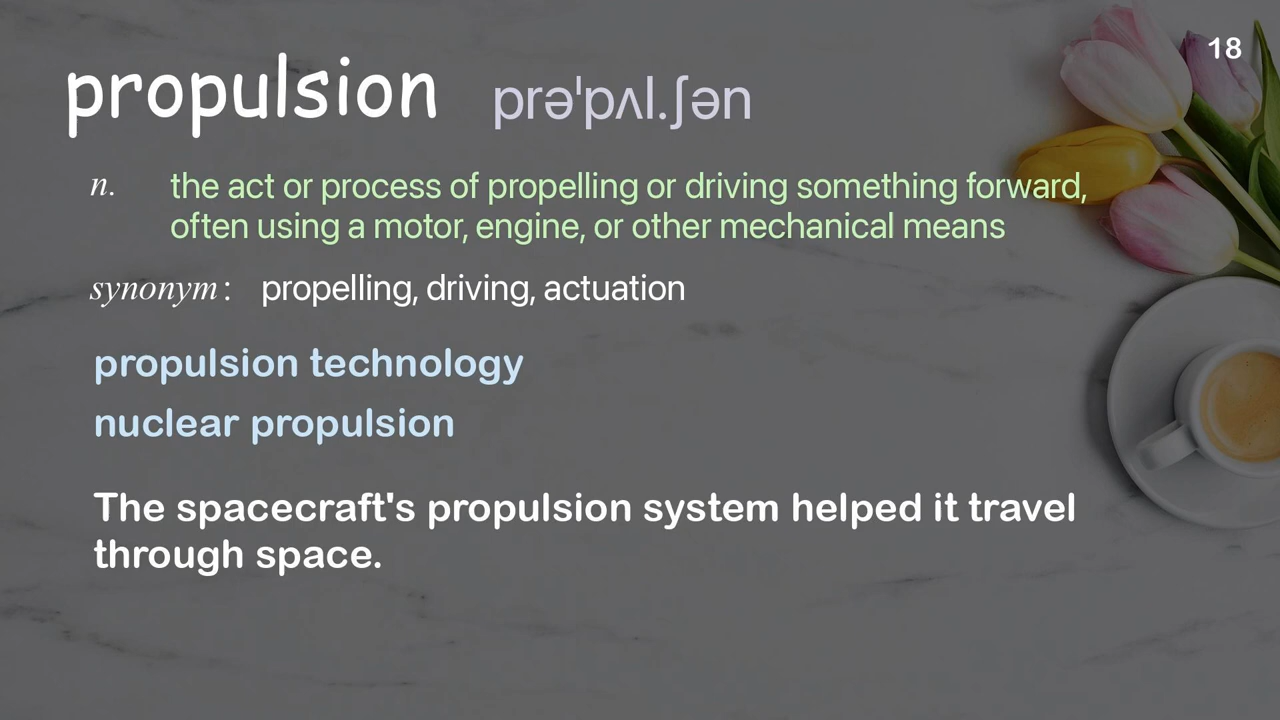 18
propulsion prəˈpʌl.ʃən
n. the act or process of propelling or driving something forward,
often using a motor, engine, or other mechanical means
synonym: propelling, driving, actuation
propulsion technology
nuclear propulsion
The spacecraft's propulsion system helped it travel
through space.